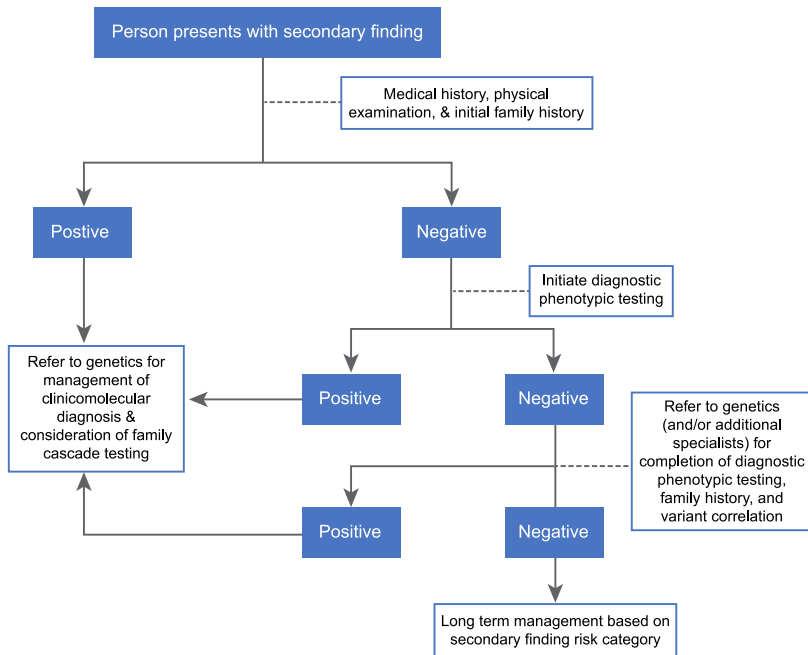 Person presents with secondary finding
Medical history, physical
examination, & initial family history
Postive
Negative
Initiate diagnostic
phenotypic testing
Refer to genetics for
management of
clinicomolecular
diagnosis &
consideration of family
cascade testing
Positive
Negative
Refer to genetics
(and/or additional
specialists) for
completion of diagnostic
phenotypic testing,
family history, and
variant correlation
Positive
Negative
Long term management based on
secondary finding risk category